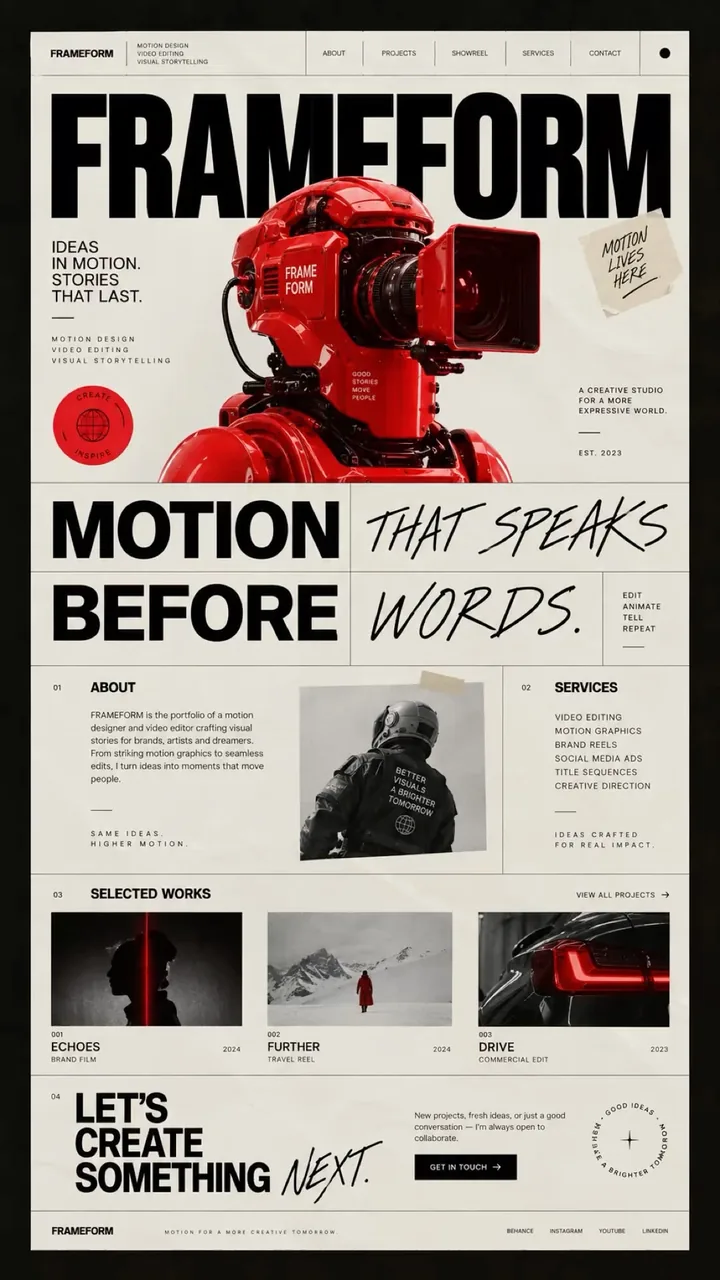 FRAMEFORM
MOTION DESIGN
VIDEO EDITING
VISUAL STORYTELLING
ABOUT
PROJECTS
SHOWREEL
SERVICES
CONTACT
FRAMEFORM
IDEAS
IN MOTION.
STORIES
THAT LAST.
MOTION DESIGN
VIDEO EDITING
VISUAL STORYTELLING
CREATE
INSPIRE
FRAME
FORM
GOOD
STORIES
MOVE
PEOPLE
MOTION
LIVES
HERE
A CREATIVE STUDIO
FOR A MORE
EXPRESSIVE WORLD.
EST. 2023
MOTION THAT SPEAKS
BEFORE WORDS.
EDIT
ANIMATE
TELL
REPEAT
01 ABOUT
FRAMEFORM is the portfolio of a motion
designer and video editor crafting visual
stories for brands, artists and dreamers.
From striking motion graphics to seamless
edits, I turn ideas into moments that move
people.
SAME IDEAS.
HIGHER MOTION.
BETTER
VISUALS
A BRIGHTER
TOMORROW
02 SERVICES
VIDEO EDITING
MOTION GRAPHICS
BRAND REELS
SOCIAL MEDIA ADS
TITLE SEQUENCES
CREATIVE DIRECTION
IDEAS CRAFTED
FOR REAL IMPACT.
03 SELECTED WORKS
VIEW ALL PROJECTS →
001
ECHOES
BRAND FILM
2024
002
FURTHER
TRAVEL REEL
2024
003
DRIVE
COMMERCIAL EDIT
2023
04
LET'S
CREATE
SOMETHING NEXT.
New projects, fresh ideas, or just a good
conversation — I'm always open to
collaborate.
GET IN TOUCH →
GOOD IDEAS
A BRIGHTER TOMOROW
FRAMEFORM
MOTION FOR A MORE CREATIVE TOMORROW.
BEHANCE
INSTAGRAM
YOUTUBE
LINKEDIN